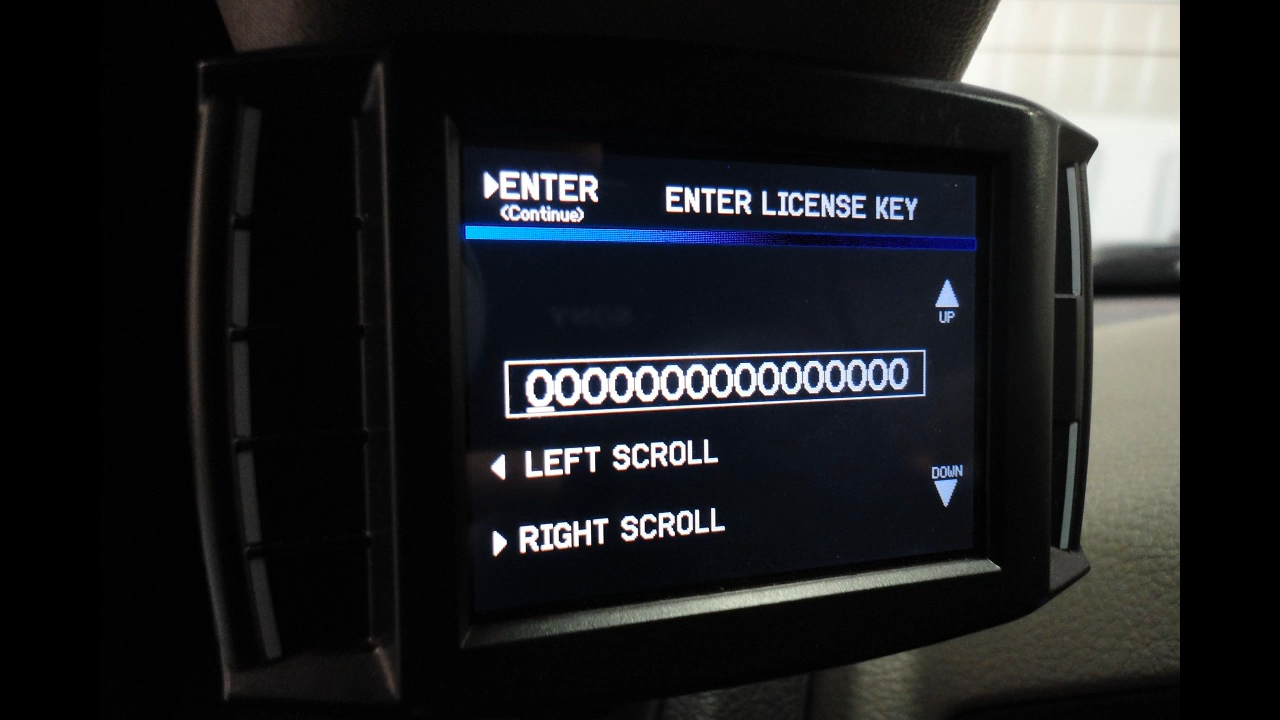 ▶ENTER
<Continue>
ENTER LICENSE KEY
UP
0000000000000000
LEFT SCROLL
DOWN
RIGHT SCROLL